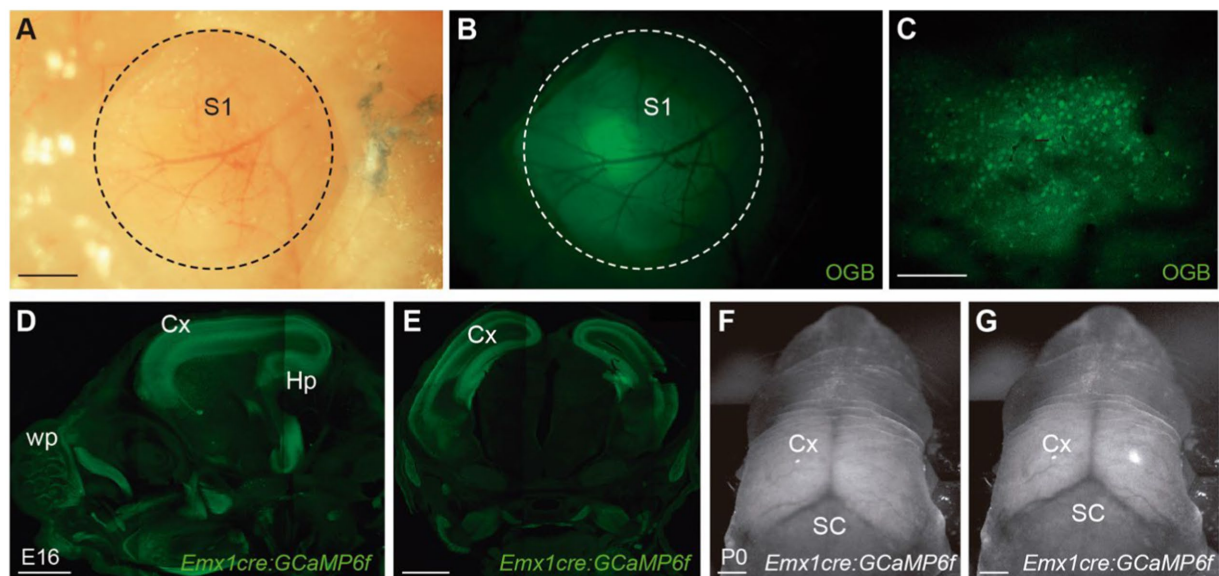 A
S1
B
S1
OGB
C
OGB
D
Cx
Hp
wp
E16
Emx1cre:GCaMP6f
E
Cx
Emx1cre:GCaMP6f
F
Cx
SC
P0
Emx1cre:GCaMP6f
G
Cx
SC
Emx1cre:GCaMP6f